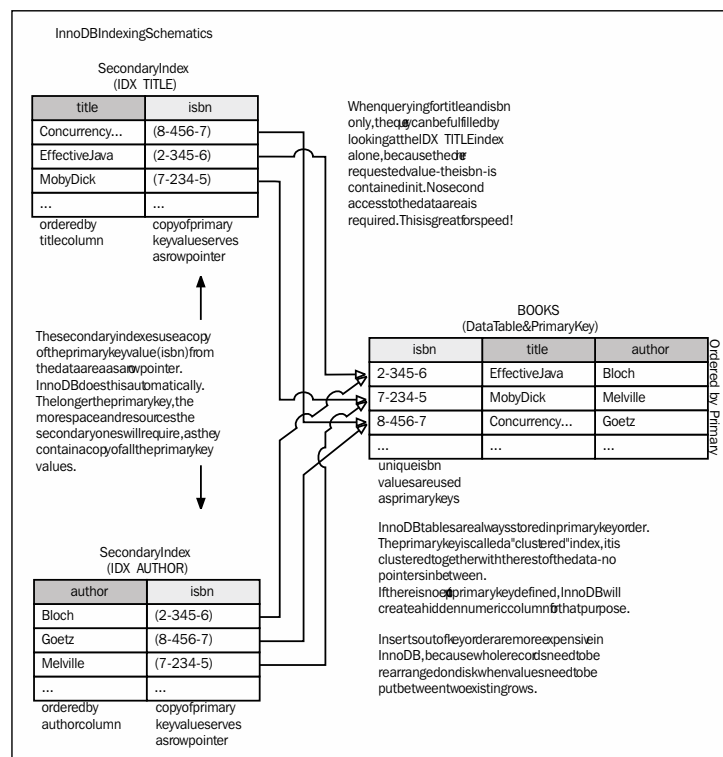 InnoDBIndexingSchematics
SecondaryIndex
(IDX TITLE)
title isbn
Concurrency... (8-456-7)
EffectiveJava (2-345-6)
MobyDick (7-234-5)
... ...
orderedby
titlecolumn
copyofprimary
keyvalueserves
asrowpointer
Whenqueryingfortitleandisbn
only,thequerycanbefulfilledby
lookingattheIDX TITLEindex
alone,because
requestedvalue-theisbn-is
containedinit.Nosecond
accesstothedataareais
required.Thisisgreatforspeed!
Thesecondaryindexesuseacopy
oftheprimarykeyvalue(isbn)from
thedataareaasarowpointer.
InnoDBdoesthisautomatically.
Thelongertheprimarykey,the
morespaceandresourcesthe
secondaryoneswillrequire,asthey
containacopyofalltheprimarykey
values.
BOOKS
(DataTable&PrimaryKey)
isbn title author
2-345-6 EffectiveJava Bloch
7-234-5 MobyDick Melville
8-456-7 Concurrency... Goetz
... ... ...
Ordered by Primary
uniqueisbn
valuesareused
asprimarykeys
InnoDBtablesarealwaysstoredinprimarykeyorder.
Theprimarykeyiscalleda"clustered"index,itis
clusteredtogetherwiththerestofthedata-no
pointersinbetween.
Ifthereisno primarykeydefined,InnoDBwill
createahiddennumericcolumnforthatpurpose.
Insertsoutofkeyorderaremoreexpensivein
InnoDB,becausewholerecordsneedtobe
rearrangedondiskwhenvaluesneedtobe
putbetweentwoexistingrows.
SecondaryIndex
(IDX AUTHOR)
author isbn
Bloch (2-345-6)
Goetz (8-456-7)
Melville (7-234-5)
... ...
orderedby
authorcolumn
copyofprimary
keyvalueserves
asrowpointer